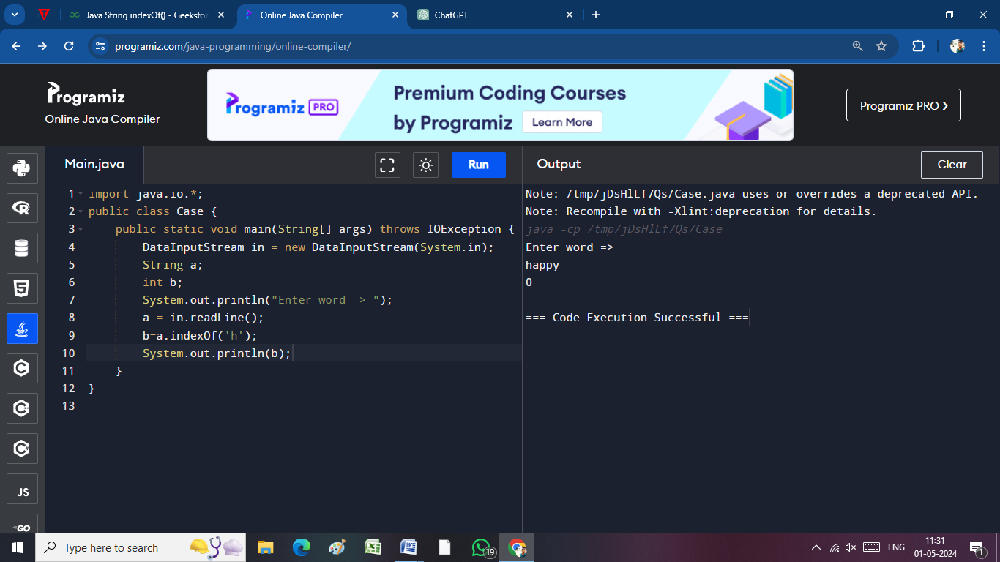 Java String indexOf() - Geeksfor
Online Java Compiler
ChatGPT
programiz.com/java-programming/online-compiler/
Programiz
Online Java Compiler
Programiz PRO
Premium Coding Courses
by Programiz
Learn More
Programiz PRO ❯
Main.java
Run
Output
Clear
1 import java.io.*;
2 public class Case {
3 public static void main(String[] args) throws IOException {
4 DataInputStream in = new DataInputStream(System.in);
5 String a;
6 int b;
7 System.out.println("Enter word => ");
8 a = in.readLine();
9 b=a.indexOf('h');
10 System.out.println(b);
11 }
12 }
13
Note: /tmp/jDsHlLf7Qs/Case.java uses or overrides a deprecated API.
Note: Recompile with -Xlint:deprecation for details.
java -cp /tmp/jDsHlLf7Qs/Case
Enter word =>
happy
0
=== Code Execution Successful ===
R
5
C
C
C
JS
GO
Type here to search
19
ENG
11:31
01-05-2024
1